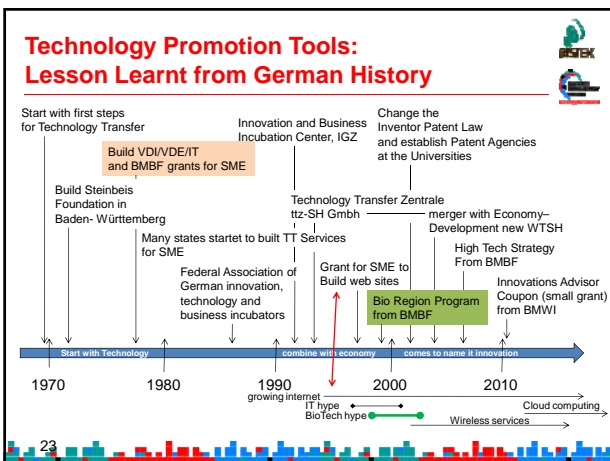 Technology Promotion Tools:
Lesson Learnt from German History
Start with first steps
for Technology Transfer
Innovation and Business
Incubation Center, IGZ
Change the
Inventor Patent Law
and establish Patent Agencies
at the Universities
Build VDI/VDE/IT
and BMBF grants for SME
Build Steinbeis
Foundation in
Baden- Württemberg
Technology Transfer Zentrale
ttz-SH Gmbh
merger with Economy–
Development new WTSH
Many states startet to built TT Services
for SME
High Tech Strategy
From BMBF
Federal Association of
German innovation,
technology and
business incubators
Grant for SME to
Build web sites
Bio Region Program
from BMBF
Innovations Advisor
Coupon (small grant)
from BMWI
Start with Technology
combine with economy
comes to name it innovation
1970
1980
1990
2000
2010
growing internet
IT hype
BioTech hype
Cloud computing
Wireless services
23